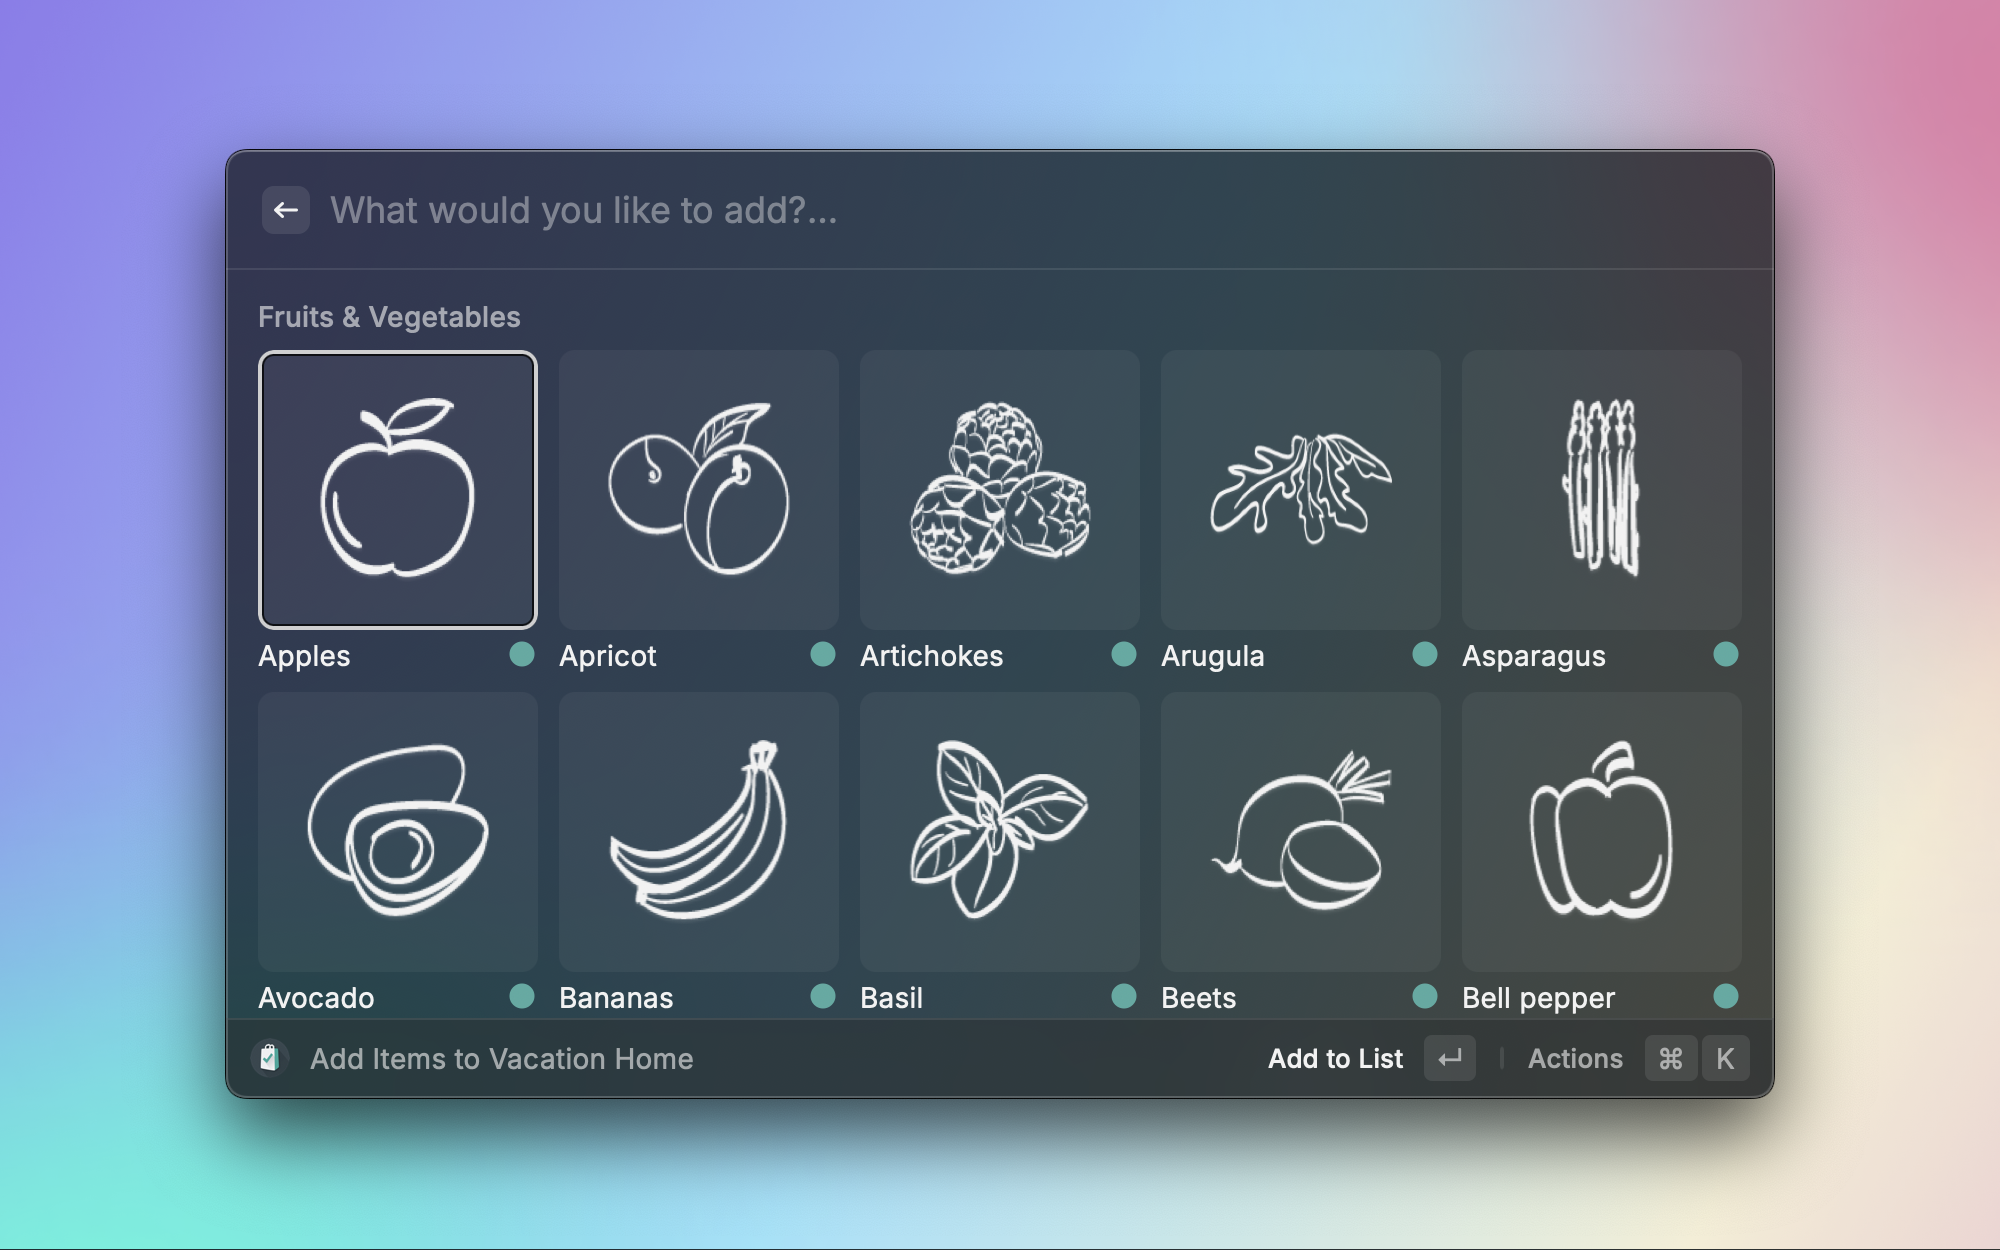 What would you like to add?...
Fruits & Vegetables
Apples
Apricot
Artichokes
Arugula
Asparagus
Avocado
Bananas
Basil
Beets
Bell pepper
Add Items to Vacation Home
Add to List ↵ Actions ⌘ K